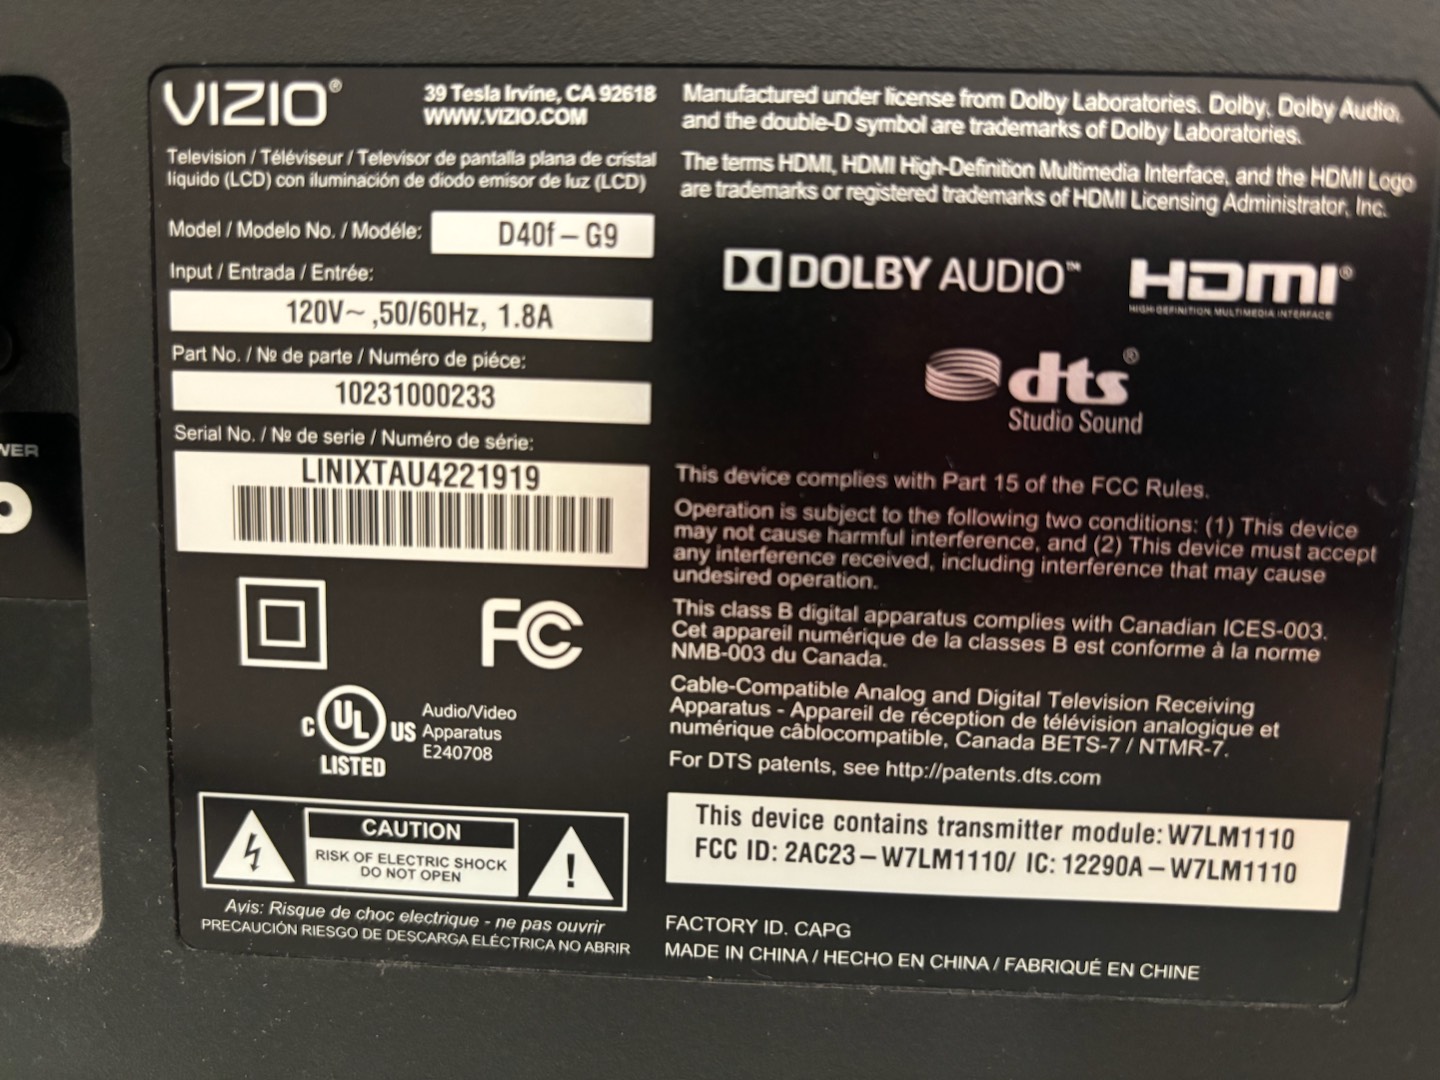 VIZIO®
39 Tesla Irvine, CA 92618
WWW.VIZIO.COM
Television / Téléviseur / Televisor de pantalla plana de cristal
líquido (LCD) con iluminación de diodo emisor de luz (LCD)
Model / Modelo No. / Modéle: D40f – G9
Input / Entrada / Entrée:
120V~ ,50/60Hz, 1.8A
Part No. / № de parte / Numéro de piéce:
10231000233
Serial No. / № de serie / Numéro de série:
LINIXTAU4221919
FC
C UL US
LISTED
Audio/Video
Apparatus
E240708
CAUTION
RISK OF ELECTRIC SHOCK
DO NOT OPEN
!
Avis: Risque de choc electrique - ne pas ouvrir
PRECAUCIÓN RIESGO DE DESCARGA ELÉCTRICA NO ABRIR
Manufactured under license from Dolby Laboratories. Dolby, Dolby Audio,
and the double-D symbol are trademarks of Dolby Laboratories.
The terms HDMI, HDMI High-Definition Multimedia Interface, and the HDMI Logo
are trademarks or registered trademarks of HDMI Licensing Administrator, Inc.
DOLBY AUDIO™
HDMI®
HIGH-DEFINITION MULTIMEDIA INTERFACE
dts®
Studio Sound
This device complies with Part 15 of the FCC Rules.
Operation is subject to the following two conditions: (1) This device
may not cause harmful interference, and (2) This device must accept
any interference received, including interference that may cause
undesired operation.
This class B digital apparatus complies with Canadian ICES-003.
Cet appareil numérique de la classes B est conforme à la norme
NMB-003 du Canada.
Cable-Compatible Analog and Digital Television Receiving
Apparatus - Appareil de réception de télévision analogique et
numérique câblocompatible, Canada BETS-7 / NTMR-7.
For DTS patents, see http://patents.dts.com
This device contains transmitter module: W7LM1110
FCC ID: 2AC23 – W7LM1110/ IC: 12290A – W7LM1110
FACTORY ID. CAPG
MADE IN CHINA / HECHO EN CHINA / FABRIQUÉ EN CHINE